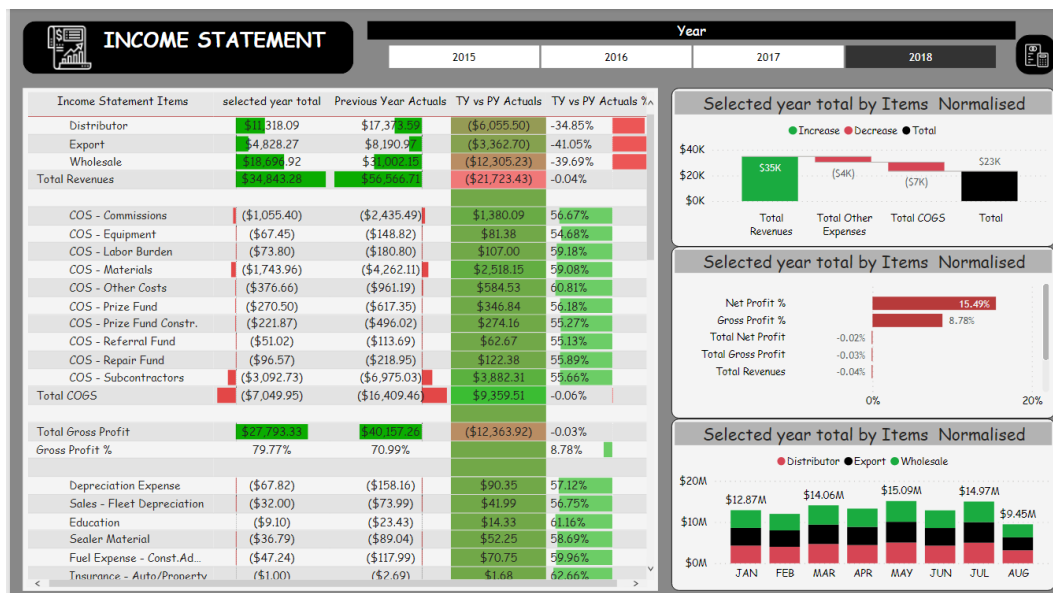 INCOME STATEMENT
Year
2015 2016 2017 2018
Income Statement Items selected year total Previous Year Actuals TY vs PY Actuals TY vs PY Actuals %
Distributor $11,318.09 $17,373.59 ($6,055.50) -34.85%
Export $4,828.27 $8,190.97 ($3,362.70) -41.05%
Wholesale $18,696.92 $31,002.15 ($12,305.23) -39.69%
Total Revenues $34,843.28 $56,566.71 ($21,723.43) -0.04%
COS - Commissions ($1,055.40) ($2,435.49) $1,380.09 56.67%
COS - Equipment ($67.45) ($148.82) $81.38 54.68%
COS - Labor Burden ($73.80) ($180.80) $107.00 59.18%
COS - Materials ($1,743.96) ($4,262.11) $2,518.15 59.08%
COS - Other Costs ($376.66) ($961.19) $584.53 60.81%
COS - Prize Fund ($270.50) ($617.35) $346.84 56.18%
COS - Prize Fund Constr. ($221.87) ($496.02) $274.16 55.27%
COS - Referral Fund ($51.02) ($113.69) $62.67 55.13%
COS - Repair Fund ($96.57) ($218.95) $122.38 55.89%
COS - Subcontractors ($3,092.73) ($6,975.03) $3,882.31 55.66%
Total COGS ($7,049.95) ($16,409.46) $9,359.51 -0.06%
Total Gross Profit $27,793.33 $40,157.26 ($12,363.92) -0.03%
Gross Profit % 79.77% 70.99% 8.78%
Depreciation Expense ($67.82) ($158.16) $90.35 57.12%
Sales - Fleet Depreciation ($32.00) ($73.99) $41.99 56.75%
Education ($9.10) ($23.43) $14.33 61.16%
Sealer Material ($36.79) ($89.04) $52.25 58.69%
Fuel Expense - Const.Ad... ($47.24) ($117.99) $70.75 59.96%
Insurance - Auto/Property ($1.00) ($2.69) $1.68 62.66%
Selected year total by Items Normalised
Increase Decrease Total
$40K
$20K
$0K
$35K ($4K) ($7K) $23K
Total Revenues
Total Other Expenses
Total COGS
Total
Selected year total by Items Normalised
Net Profit % 15.49%
Gross Profit % 8.78%
Total Net Profit -0.02%
Total Gross Profit -0.03%
Total Revenues -0.04%
0% 20%
Selected year total by Items Normalised
Distributor Export Wholesale
$20M
$10M
$0M
$12.87M $14.06M $15.09M $14.97M $9.45M
JAN FEB MAR APR MAY JUN JUL AUG